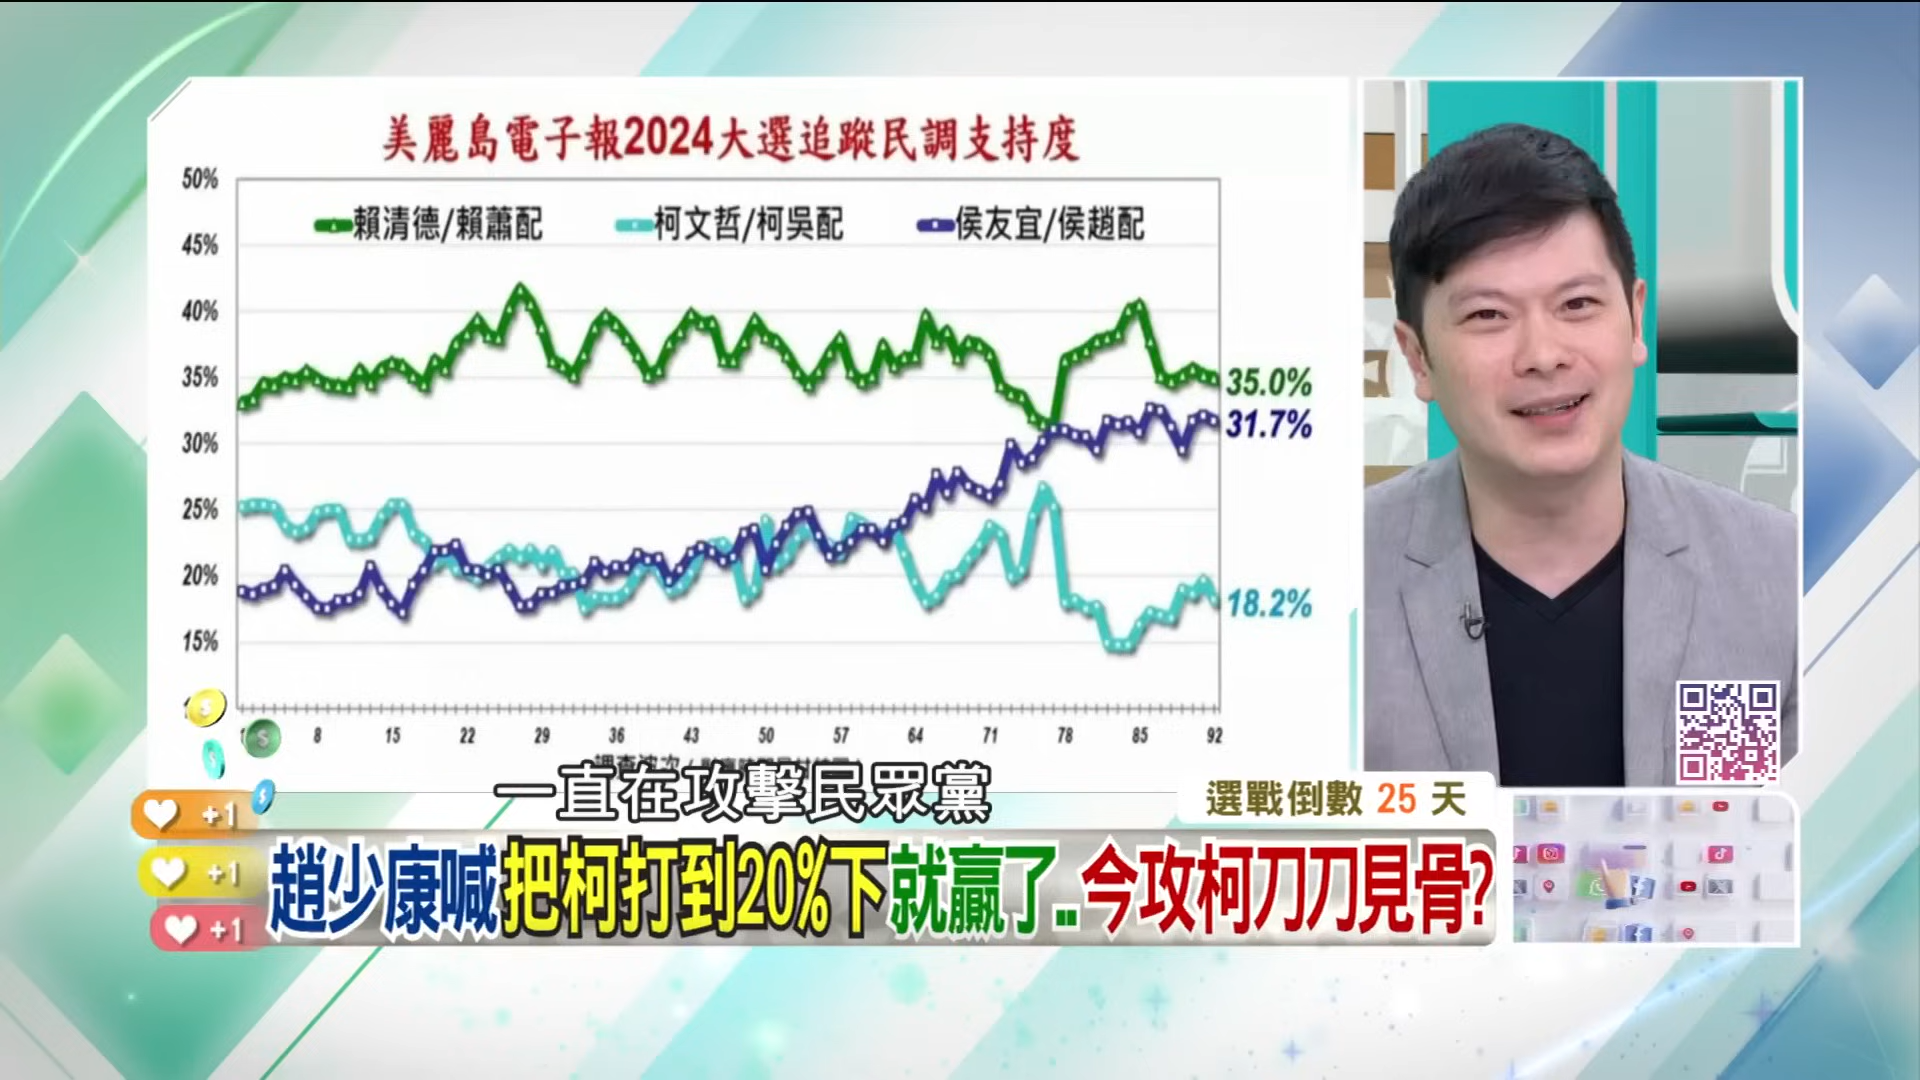 美麗島電子報2024大選追蹤民調支持度
50%
賴清德/賴蕭配 柯文哲/柯吳配 侯友宜/侯趙配
45%
40%
35%
35.0%
31.7%
30%
25%
20%
18.2%
15%
8 15 22 29 36 43 50 57 64 71 78 85 92
一直在攻擊民眾黨
選戰倒數 25 天
+1
+1
+1
趙少康喊把柯打到20%下就贏了..今攻柯刀刀見骨?